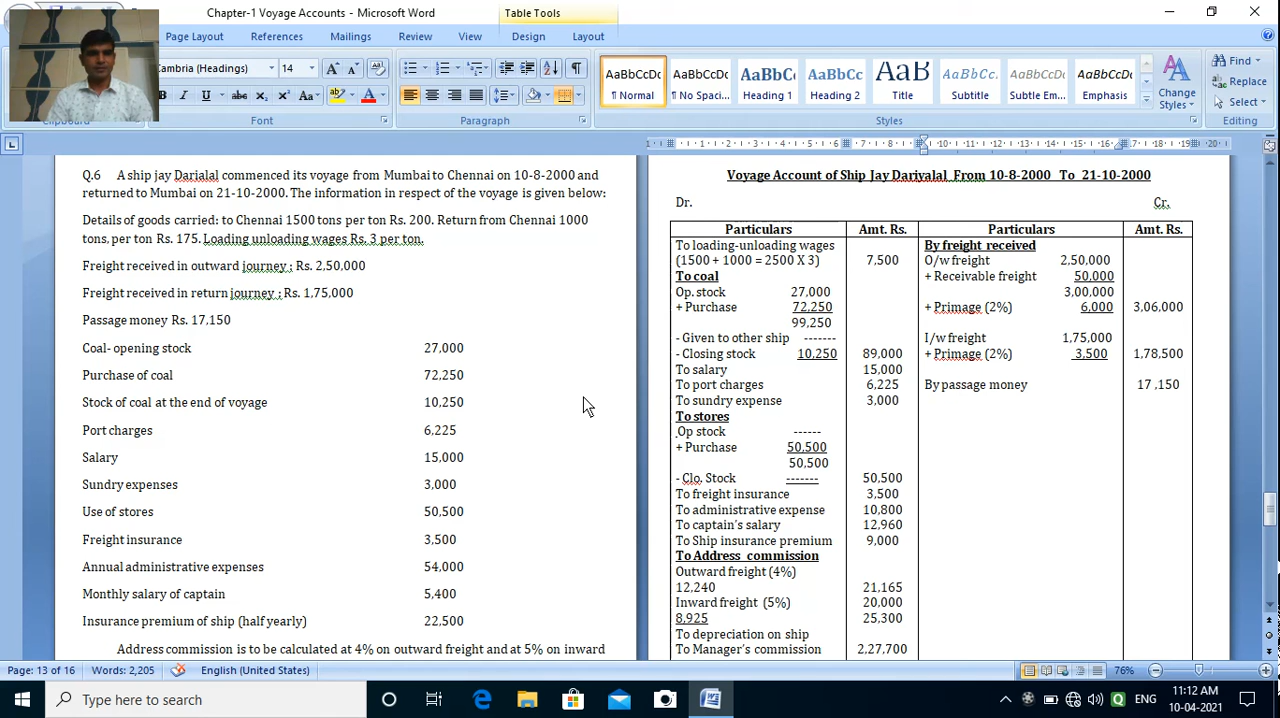 Chapter-1 Voyage Accounts - Microsoft Word
Table Tools
Page Layout References Mailings Review View Design Layout
Cambria (Headings) 14
Font
Paragraph
AaBbCcDc AaBbCcDc AaBbC AaBbCc AaB AaBbCc. AaBbCcDc AaBbCcDc
¶ Normal ¶ No Spaci... Heading 1 Heading 2 Title Subtitle Subtle Em... Emphasis
Change Styles
Styles
Find
Replace
Select
Editing
Q.6 A ship jay Darialal commenced its voyage from Mumbai to Chennai on 10-8-2000 and
returned to Mumbai on 21-10-2000. The information in respect of the voyage is given below:
Details of goods carried: to Chennai 1500 tons per ton Rs. 200. Return from Chennai 1000
tons, per ton Rs. 175. Loading unloading wages Rs. 3 per ton.
Freight received in outward journey ; Rs. 2,50,000
Freight received in return journey ; Rs. 1,75,000
Passage money Rs. 17,150
Coal- opening stock 27,000
Purchase of coal 72,250
Stock of coal at the end of voyage 10,250
Port charges 6,225
Salary 15,000
Sundry expenses 3,000
Use of stores 50,500
Freight insurance 3,500
Annual administrative expenses 54,000
Monthly salary of captain 5,400
Insurance premium of ship (half yearly) 22,500
Address commission is to be calculated at 4% on outward freight and at 5% on inward
Voyage Account of Ship Jay Dariyalal From 10-8-2000 To 21-10-2000
Dr. Cr.
Particulars Amt. Rs. Particulars Amt. Rs.
To loading-unloading wages By freight received
(1500 + 1000 = 2500 X 3) 7,500 O/w freight 2,50,000
To coal + Receivable freight 50,000
Op. stock 27,000 3,00,000
+ Purchase 72,250 + Primage (2%) 6,000 3,06,000
99,250
- Given to other ship ------- I/w freight 1,75,000
- Closing stock 10,250 89,000 + Primage (2%) 3,500 1,78,500
To salary 15,000
To port charges 6,225 By passage money 17 ,150
To sundry expense 3,000
To stores
Op stock ------
+ Purchase 50,500
50,500
- Clo. Stock ------- 50,500
To freight insurance 3,500
To administrative expense 10,800
To captain's salary 12,960
To Ship insurance premium 9,000
To Address commission
Outward freight (4%)
12,240 21,165
Inward freight (5%) 20,000
8,925 25,300
To depreciation on ship
To Manager's commission 2,27,700
Page: 13 of 16 Words: 2,205 English (United States) 76%
Type here to search
ENG
11:12 AM
10-04-2021